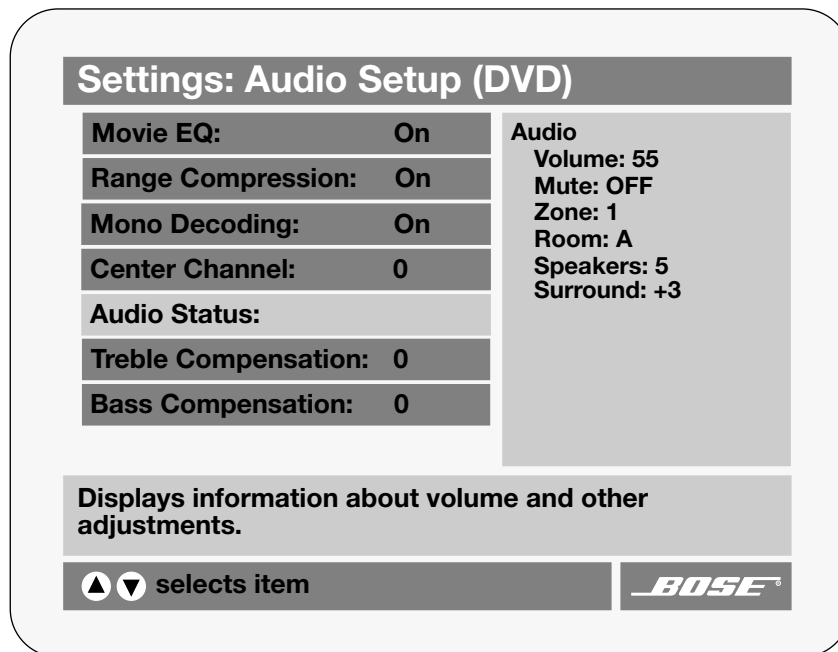 Settings: Audio Setup (DVD)
Movie EQ: On
Range Compression: On
Mono Decoding: On
Center Channel: 0
Audio Status:
Treble Compensation: 0
Bass Compensation: 0
Audio
Volume: 55
Mute: OFF
Zone: 1
Room: A
Speakers: 5
Surround: +3
Displays information about volume and other
adjustments.
selects item
BOSE®